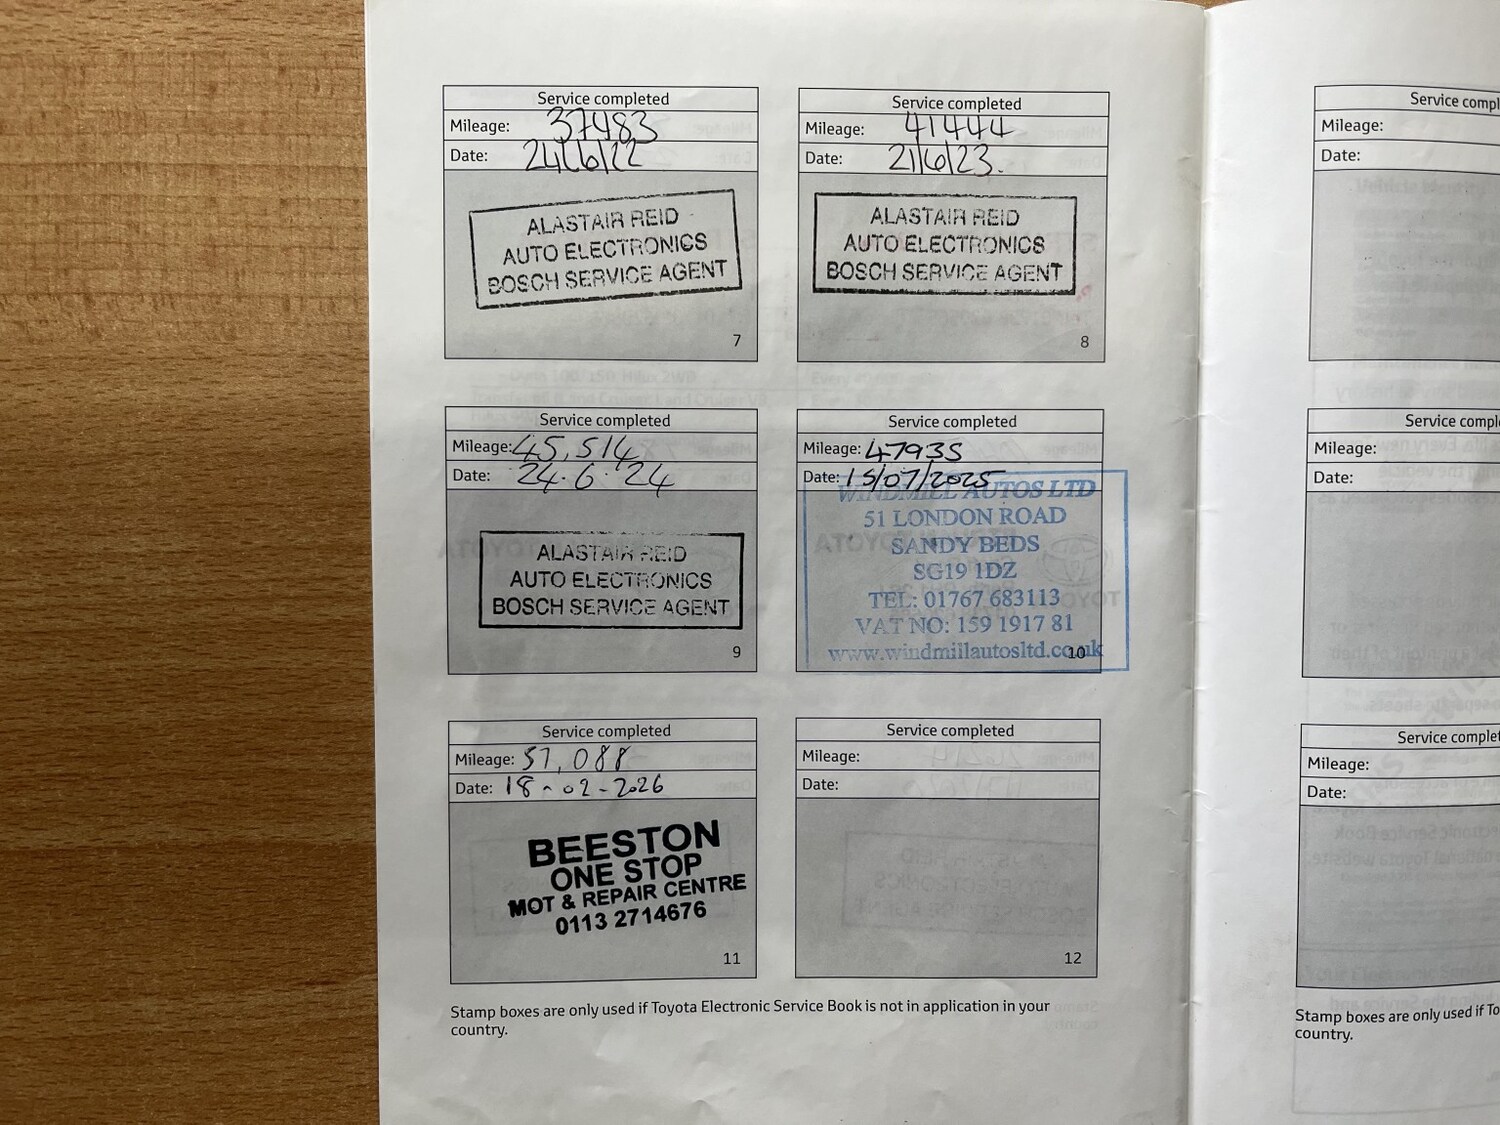 Service completed
Mileage: 37483
Date: 24/6/22
ALASTAIR REID
AUTO ELECTRONICS
BOSCH SERVICE AGENT
7
Service completed
Mileage: 41444
Date: 21/6/23.
ALASTAIR REID
AUTO ELECTRONICS
BOSCH SERVICE AGENT
8
Service completed
Mileage: 45,514
Date: 24.6.24
ALASTAIR REID
AUTO ELECTRONICS
BOSCH SERVICE AGENT
9
Service completed
Mileage: 47935
Date: 15/07/2025
WINDMILL AUTOS LTD
51 LONDON ROAD
SANDY BEDS
SG19 1DZ
TEL: 01767 683113
VAT NO: 159 1917 81
www.windmillautosltd.co.uk
10
Service completed
Mileage: 51,088
Date: 18-02-2026
BEESTON
ONE STOP
MOT & REPAIR CENTRE
0113 2714676
11
Service completed
Mileage:
Date:
12
Stamp boxes are only used if Toyota Electronic Service Book is not in application in your
country.
Service compl
Mileage:
Date:
Service compl
Mileage:
Date:
Service complet
Mileage:
Date:
Stamp boxes are only used if To
country.